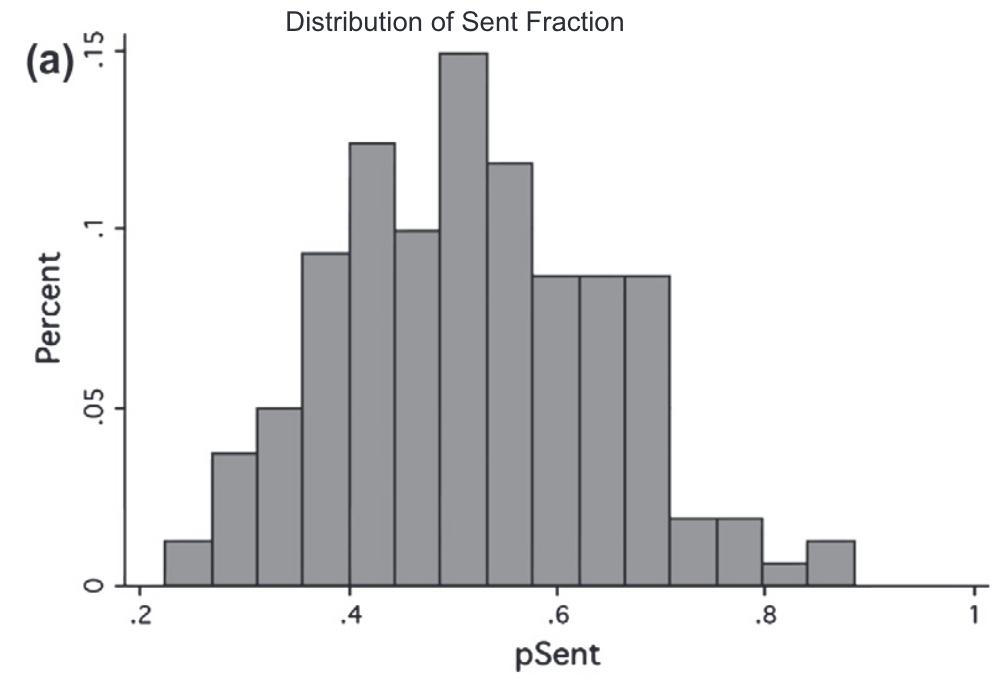 Distribution of Sent Fraction
(a)
.15
.1
.05
0
Percent
.2 .4 .6 .8 1
pSent